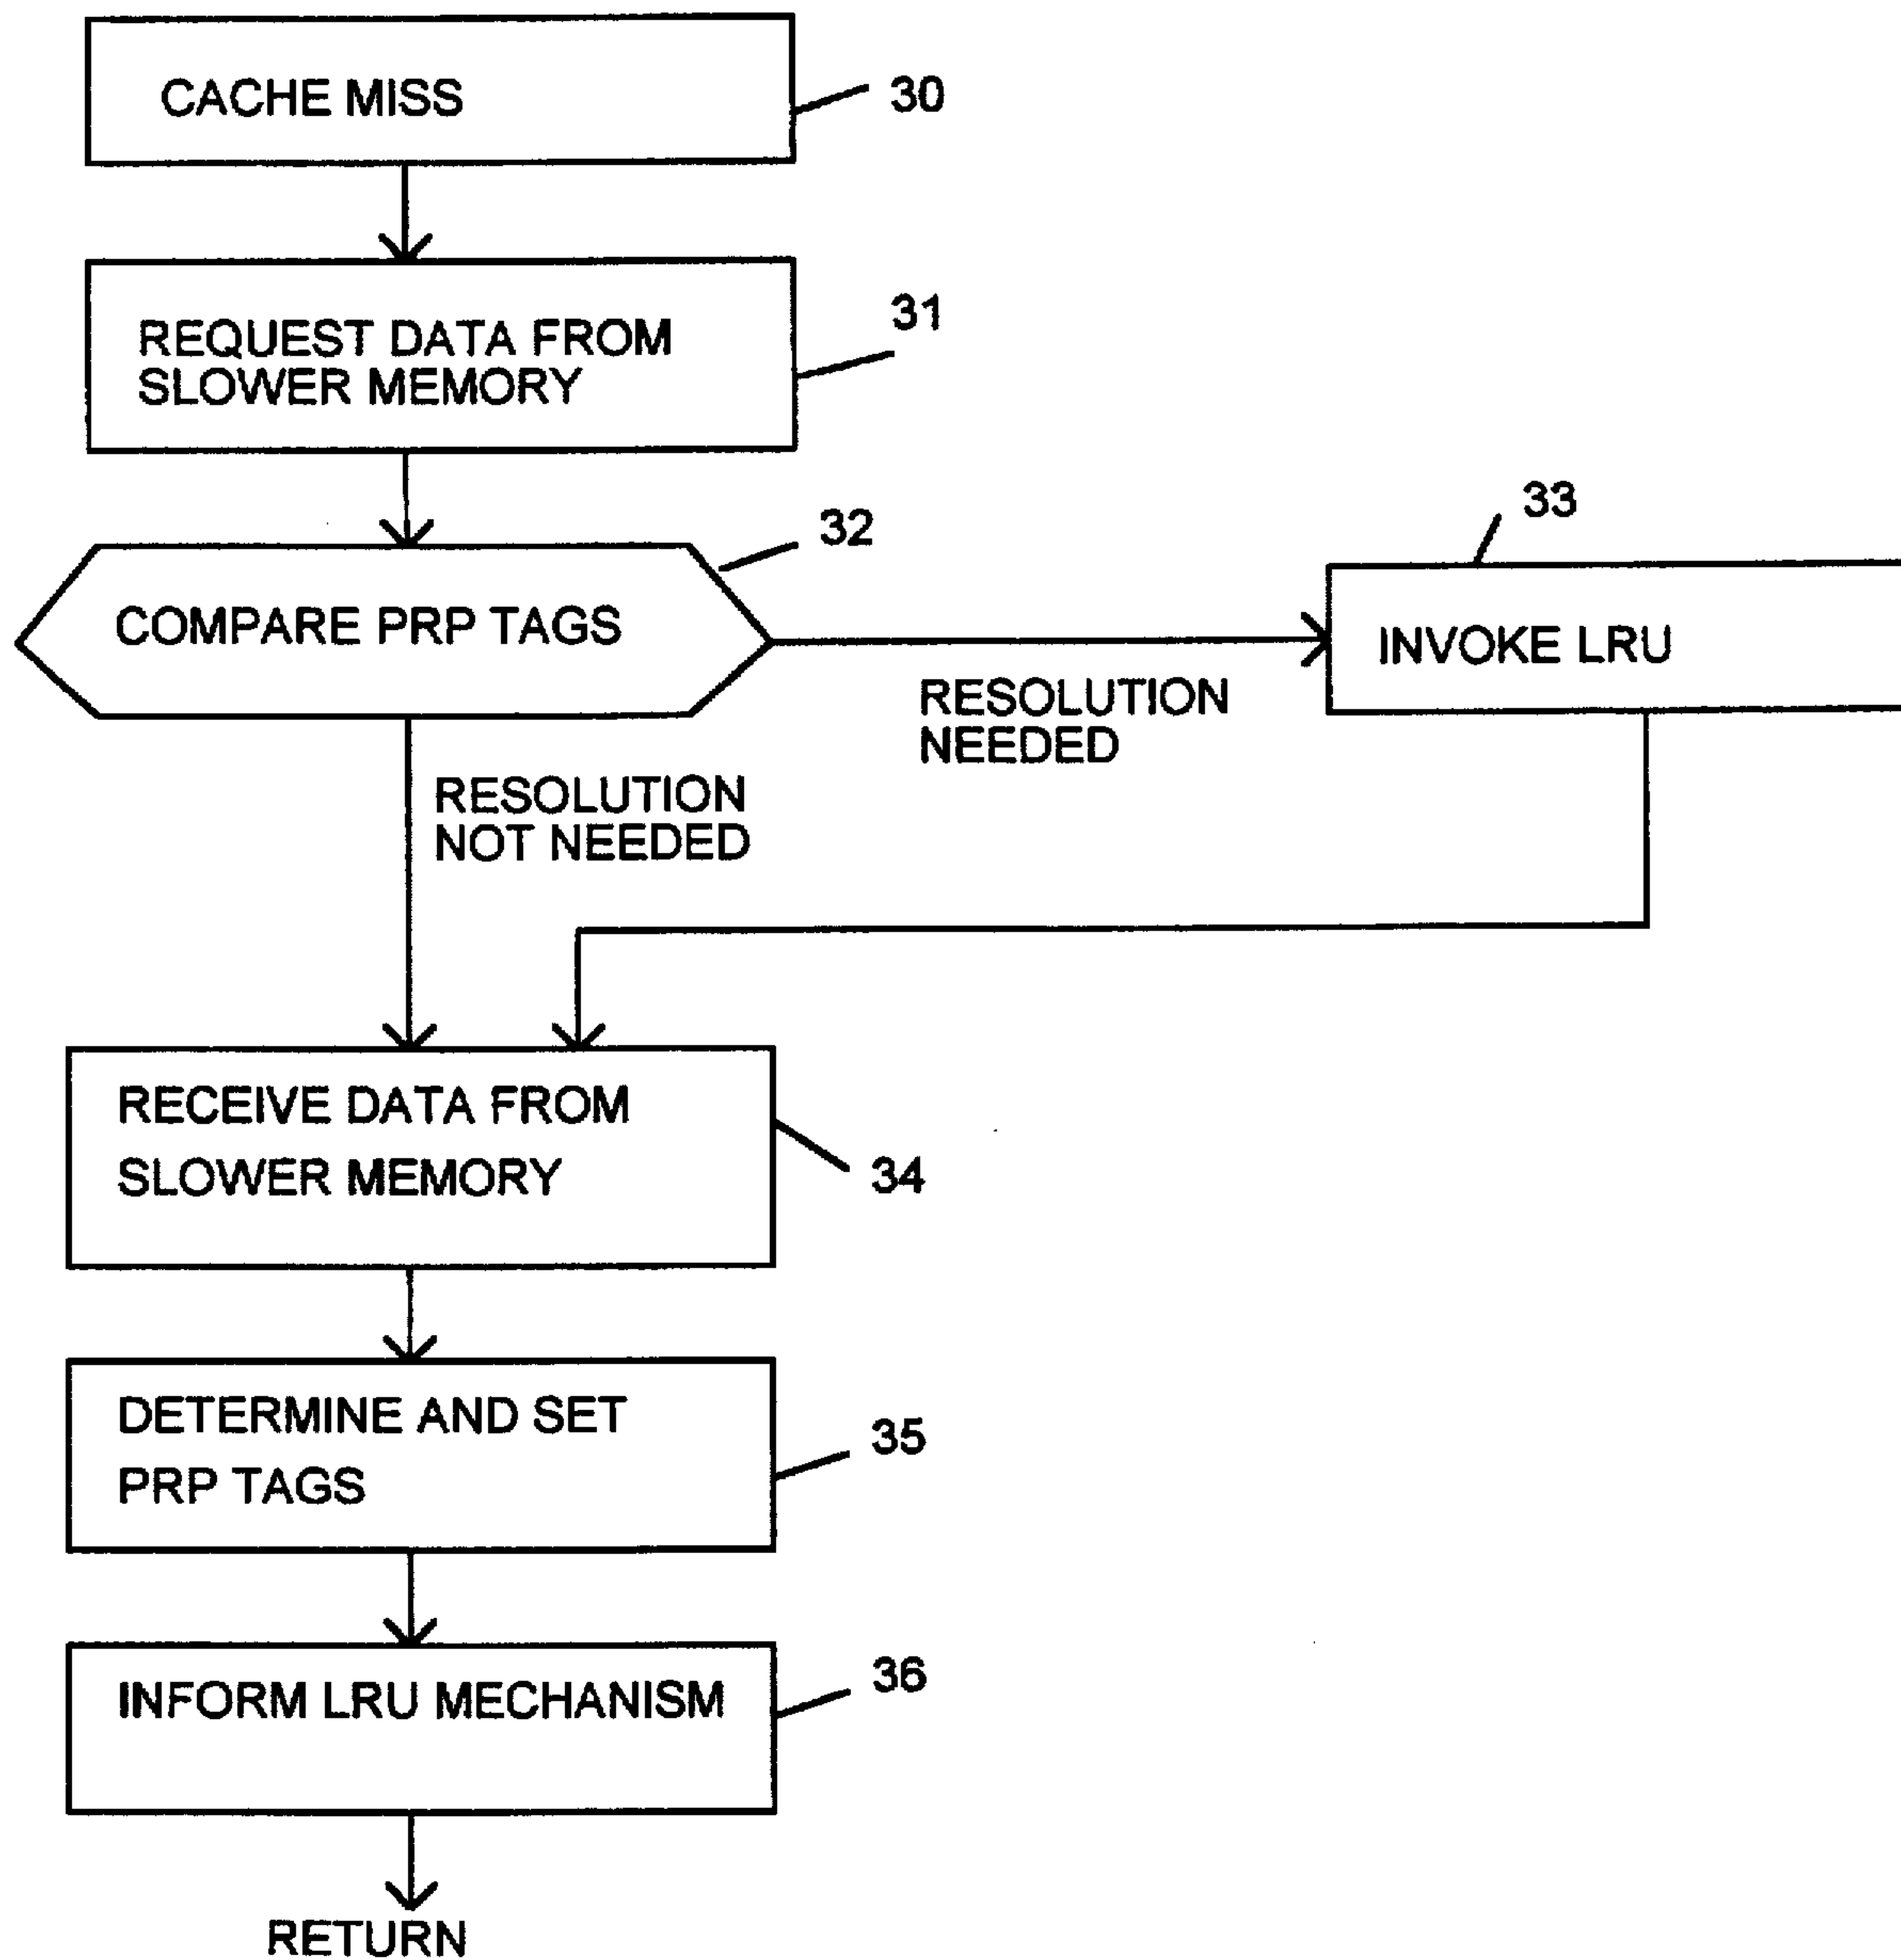 CACHE MISS
30
REQUEST DATA FROM
SLOWER MEMORY
31
COMPARE PRP TAGS
32
33
INVOKE LRU
RESOLUTION
NEEDED
RESOLUTION
NOT NEEDED
RECEIVE DATA FROM
SLOWER MEMORY
34
DETERMINE AND SET
PRP TAGS
35
INFORM LRU MECHANISM
36
RETURN